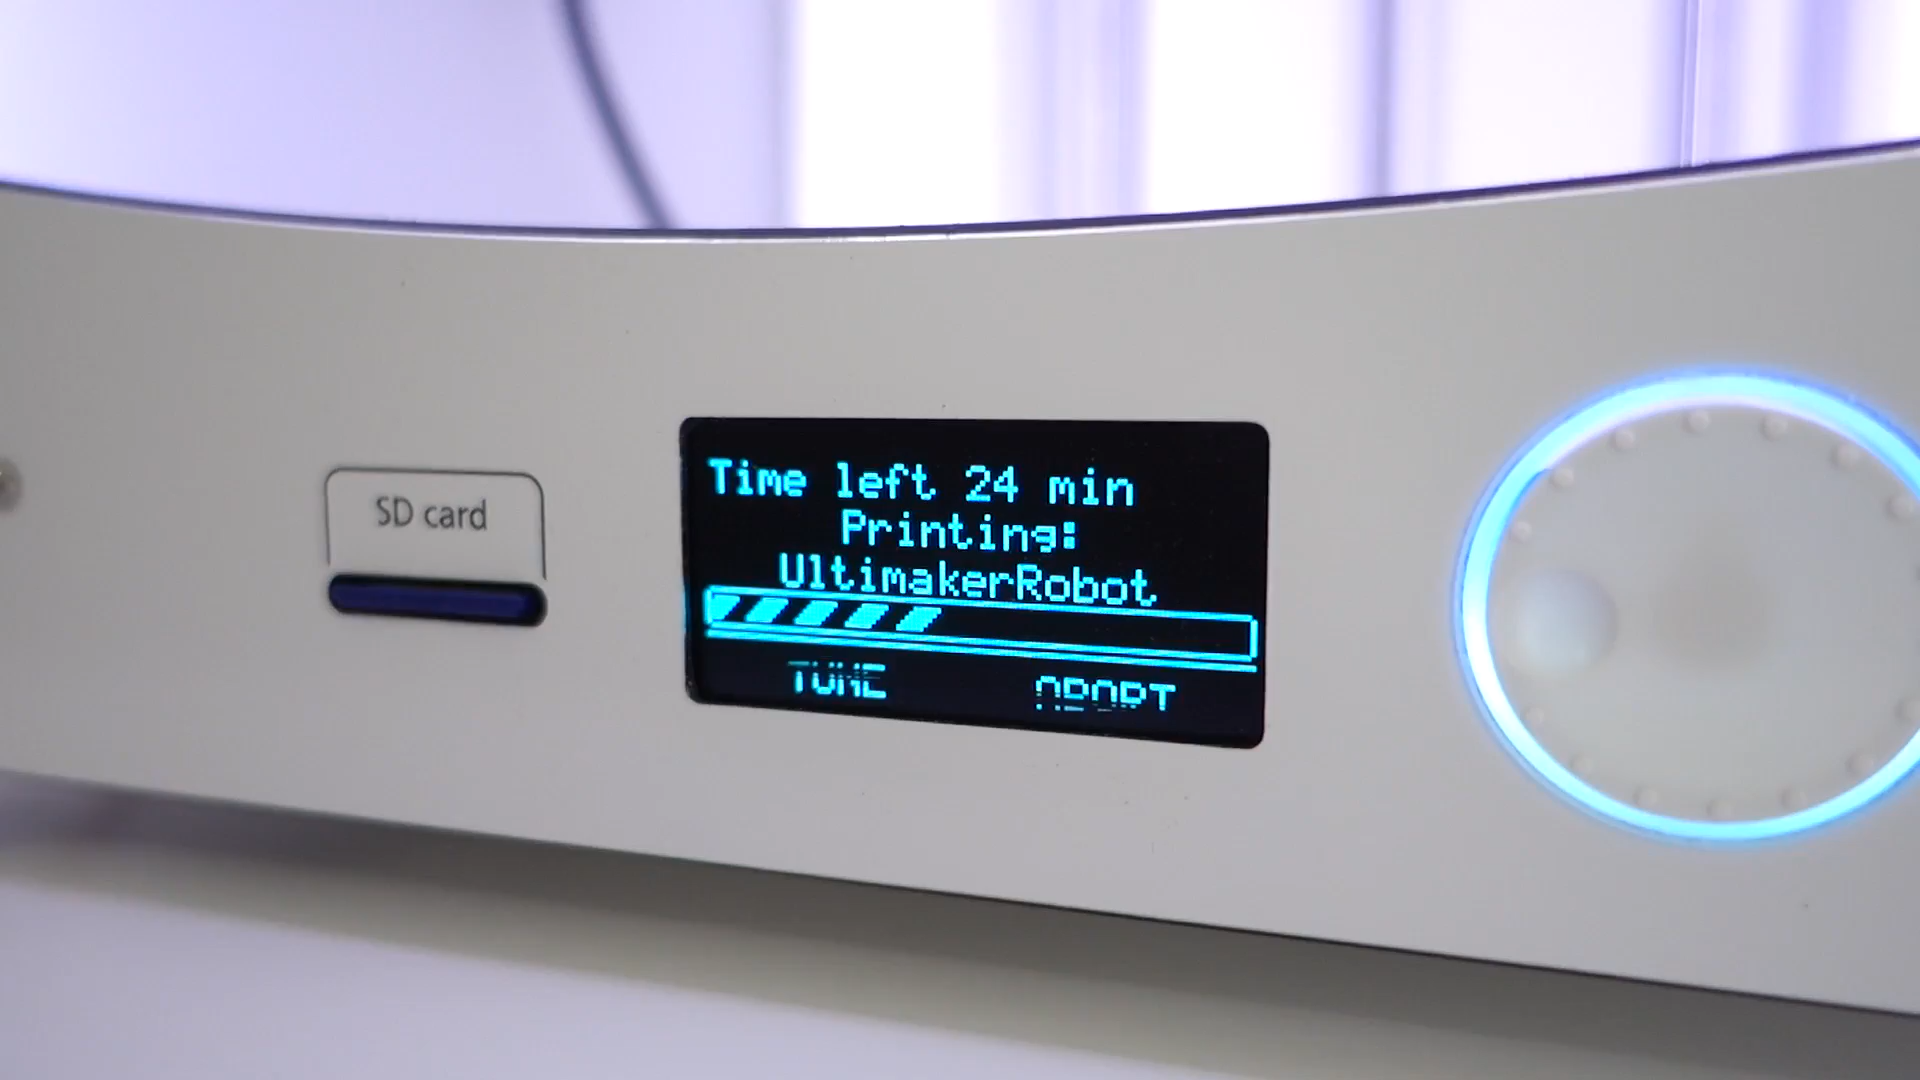 SD card
Time left 24 min
Printing:
UltimakerRobot
TUNE
ABORT